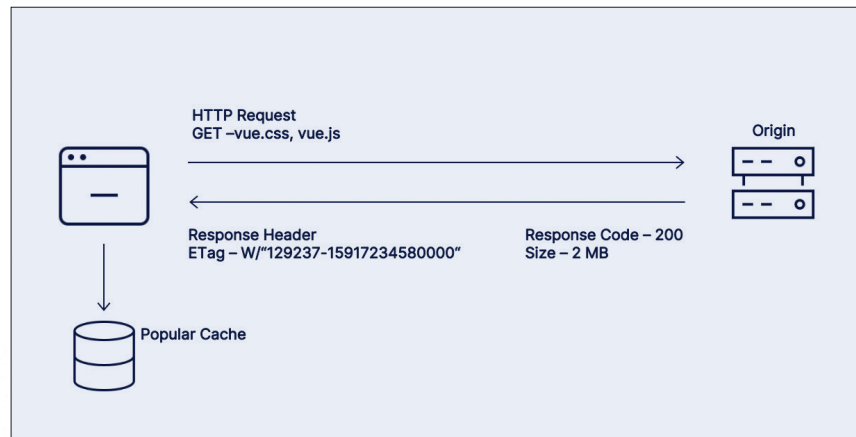 HTTP Request
GET –vue.css, vue.js
Origin
Response Header
ETag – W/“129237-15917234580000“
Response Code – 200
Size – 2 MB
Popular Cache